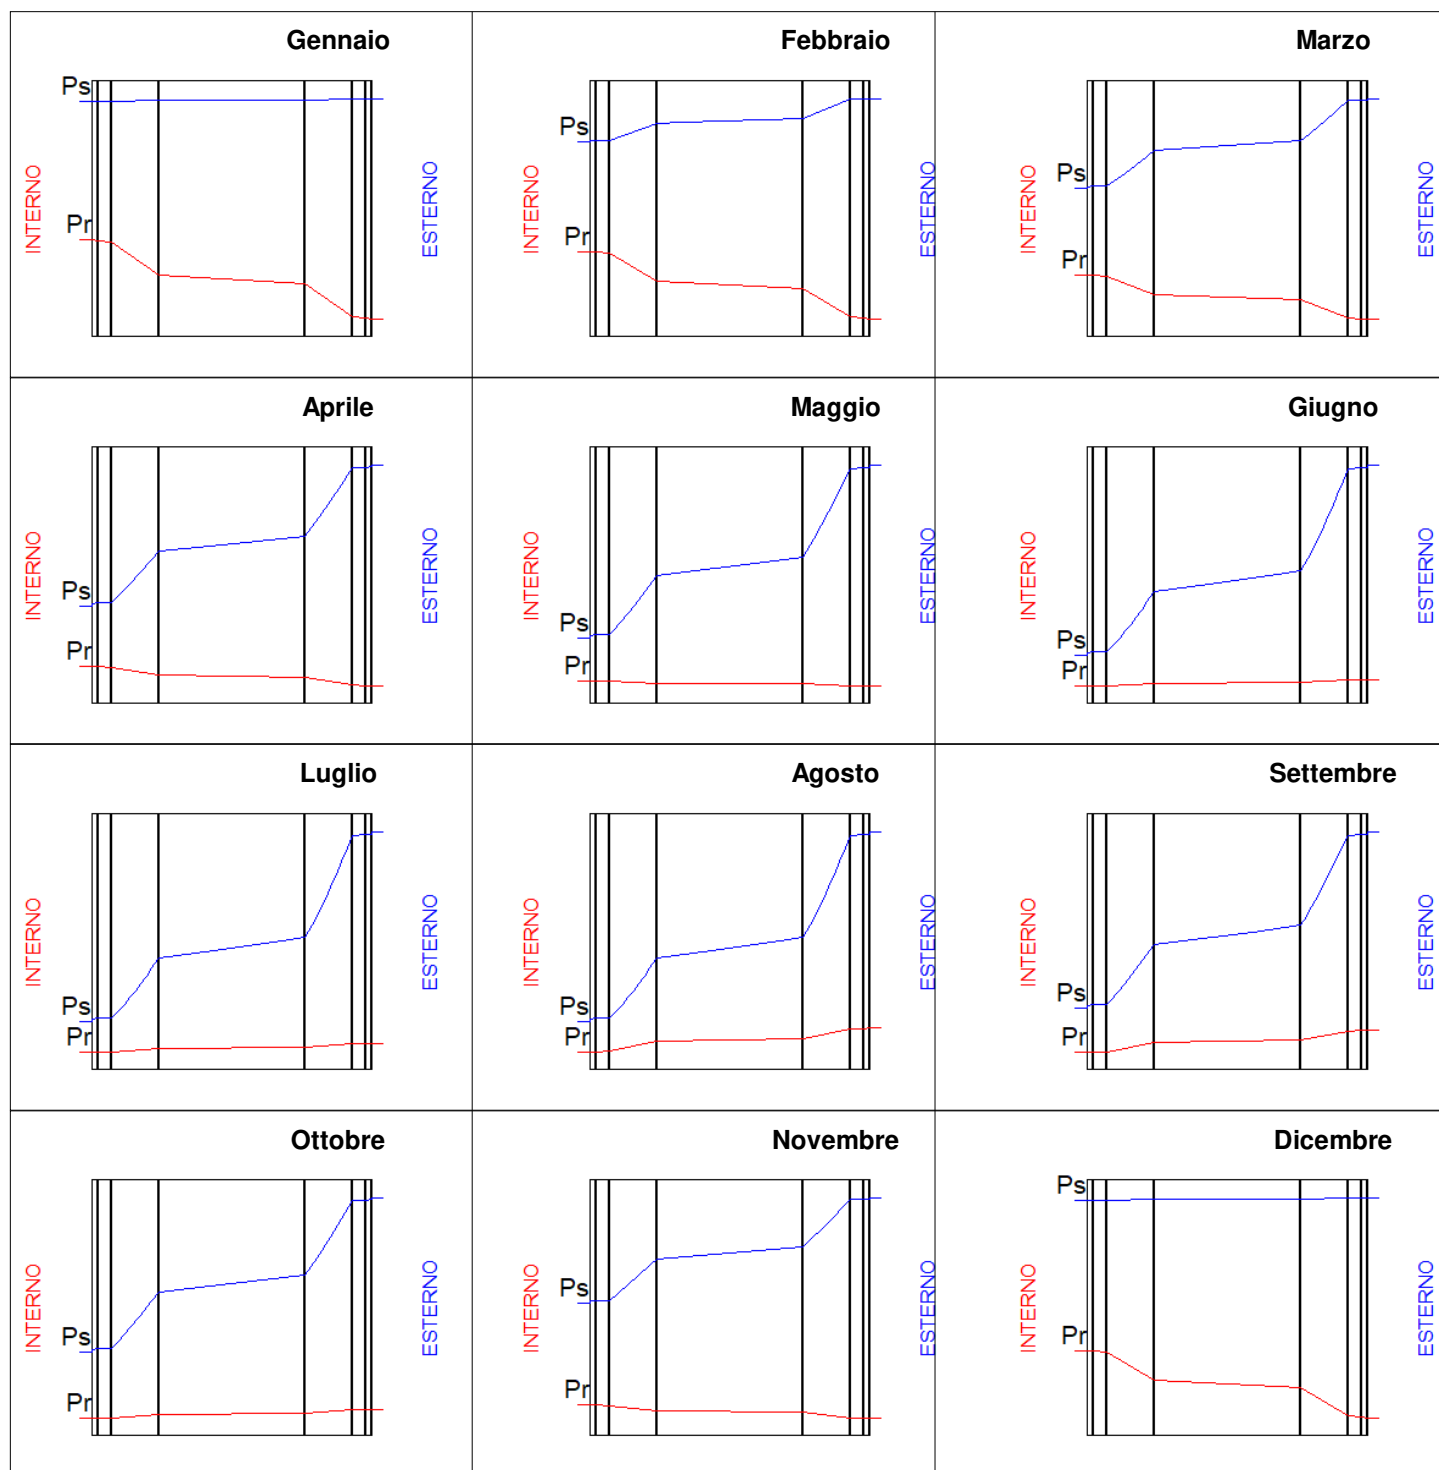 Gennaio
Ps
Pr
INTERNO
ESTERNO
Febbraio
Ps
Pr
INTERNO
ESTERNO
Marzo
Ps
Pr
INTERNO
ESTERNO
Aprile
Ps
Pr
INTERNO
ESTERNO
Maggio
Ps
Pr
INTERNO
ESTERNO
Giugno
Ps
Pr
INTERNO
ESTERNO
Luglio
Ps
Pr
INTERNO
ESTERNO
Agosto
Ps
Pr
INTERNO
ESTERNO
Settembre
Ps
Pr
INTERNO
ESTERNO
Ottobre
Ps
Pr
INTERNO
ESTERNO
Novembre
Ps
Pr
INTERNO
ESTERNO
Dicembre
Ps
Pr
INTERNO
ESTERNO